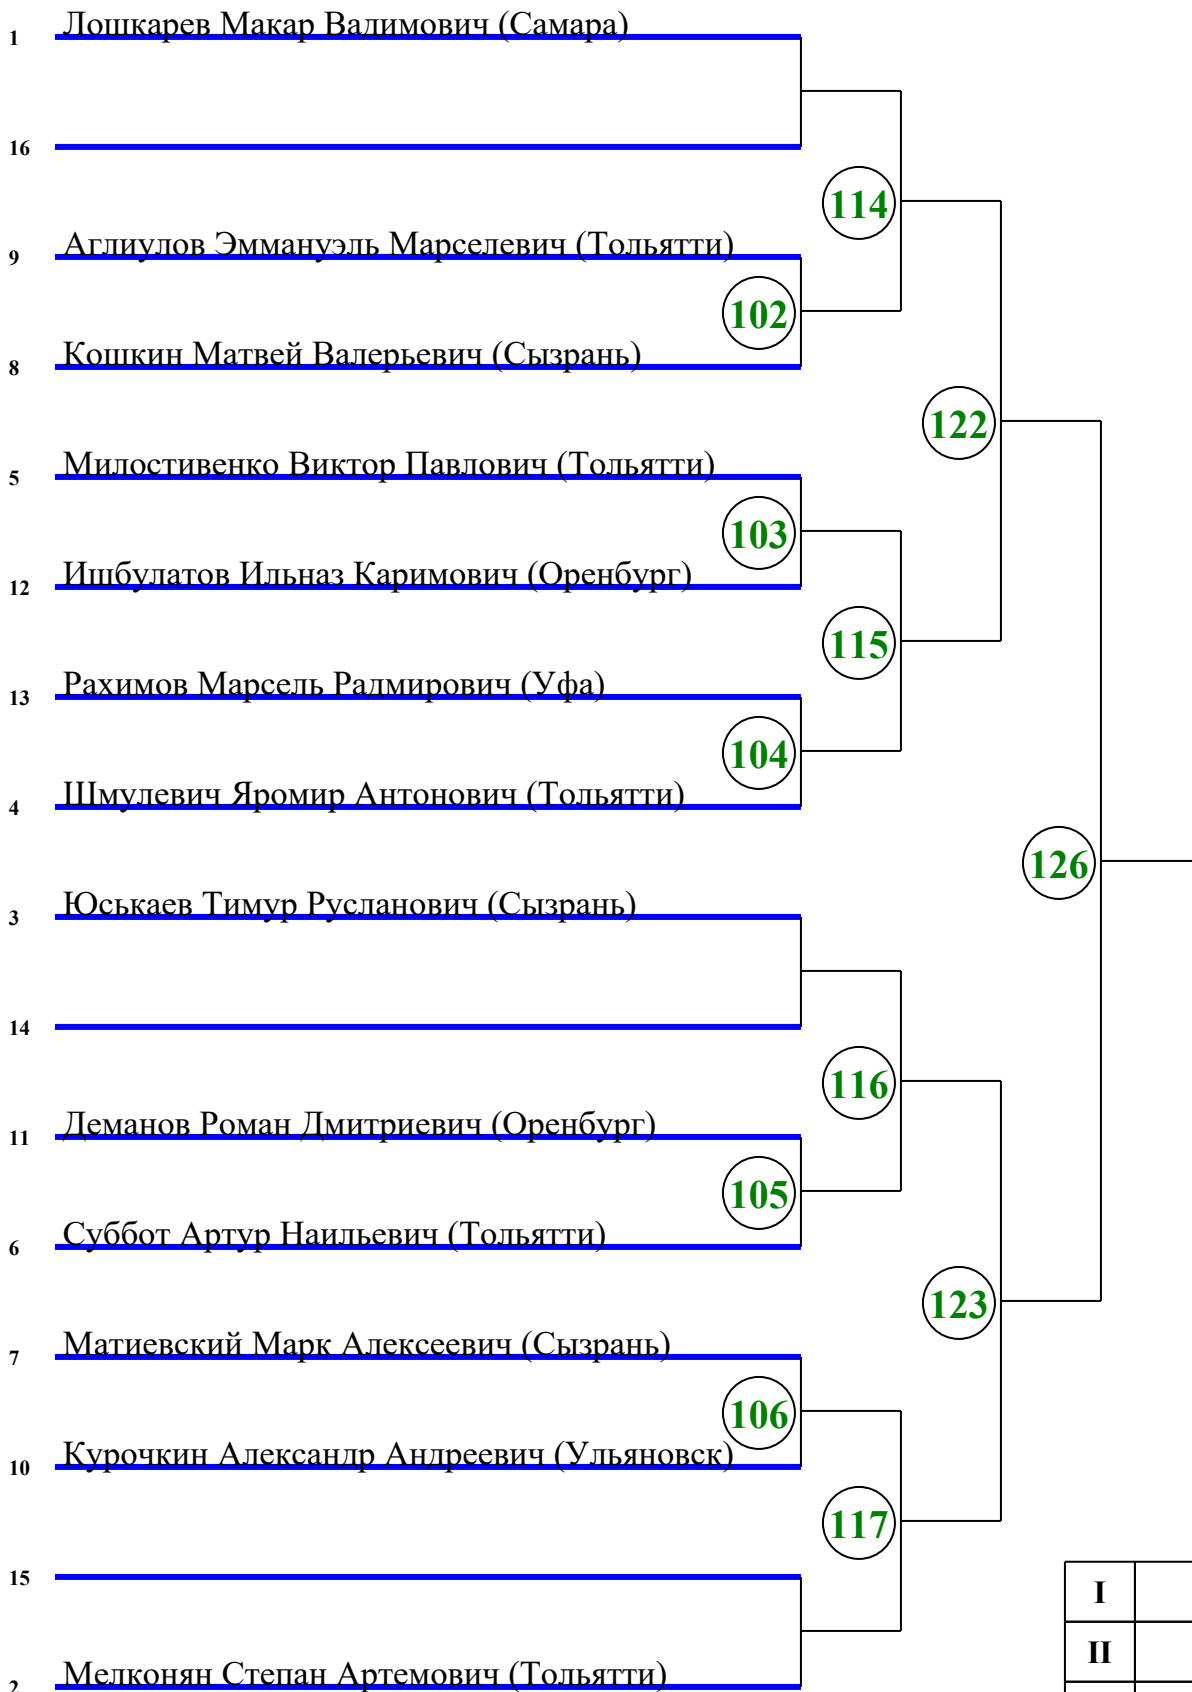 1 Лошкарев Макар Вадимович (Самара)
16
114
9 Аглиулов Эммануэль Марселевич (Тольятти)
102
8 Кошкин Матвей Валерьевич (Сызрань)
122
5 Милостивенко Виктор Павлович (Тольятти)
103
12 Ишбулатов Ильназ Каримович (Оренбург)
115
13 Рахимов Марсель Радмирович (Уфа)
104
4 Шмулевич Яромир Антонович (Тольятти)
126
3 Юськаев Тимур Русланович (Сызрань)
14
116
11 Деманов Роман Дмитриевич (Оренбург)
105
6 Суббот Артур Наильевич (Тольятти)
123
7 Матиевский Марк Алексеевич (Сызрань)
106
10 Курочкин Александр Андреевич (Ульяновск)
117
15
I
II
2 Мелконян Степан Артемович (Тольятти)